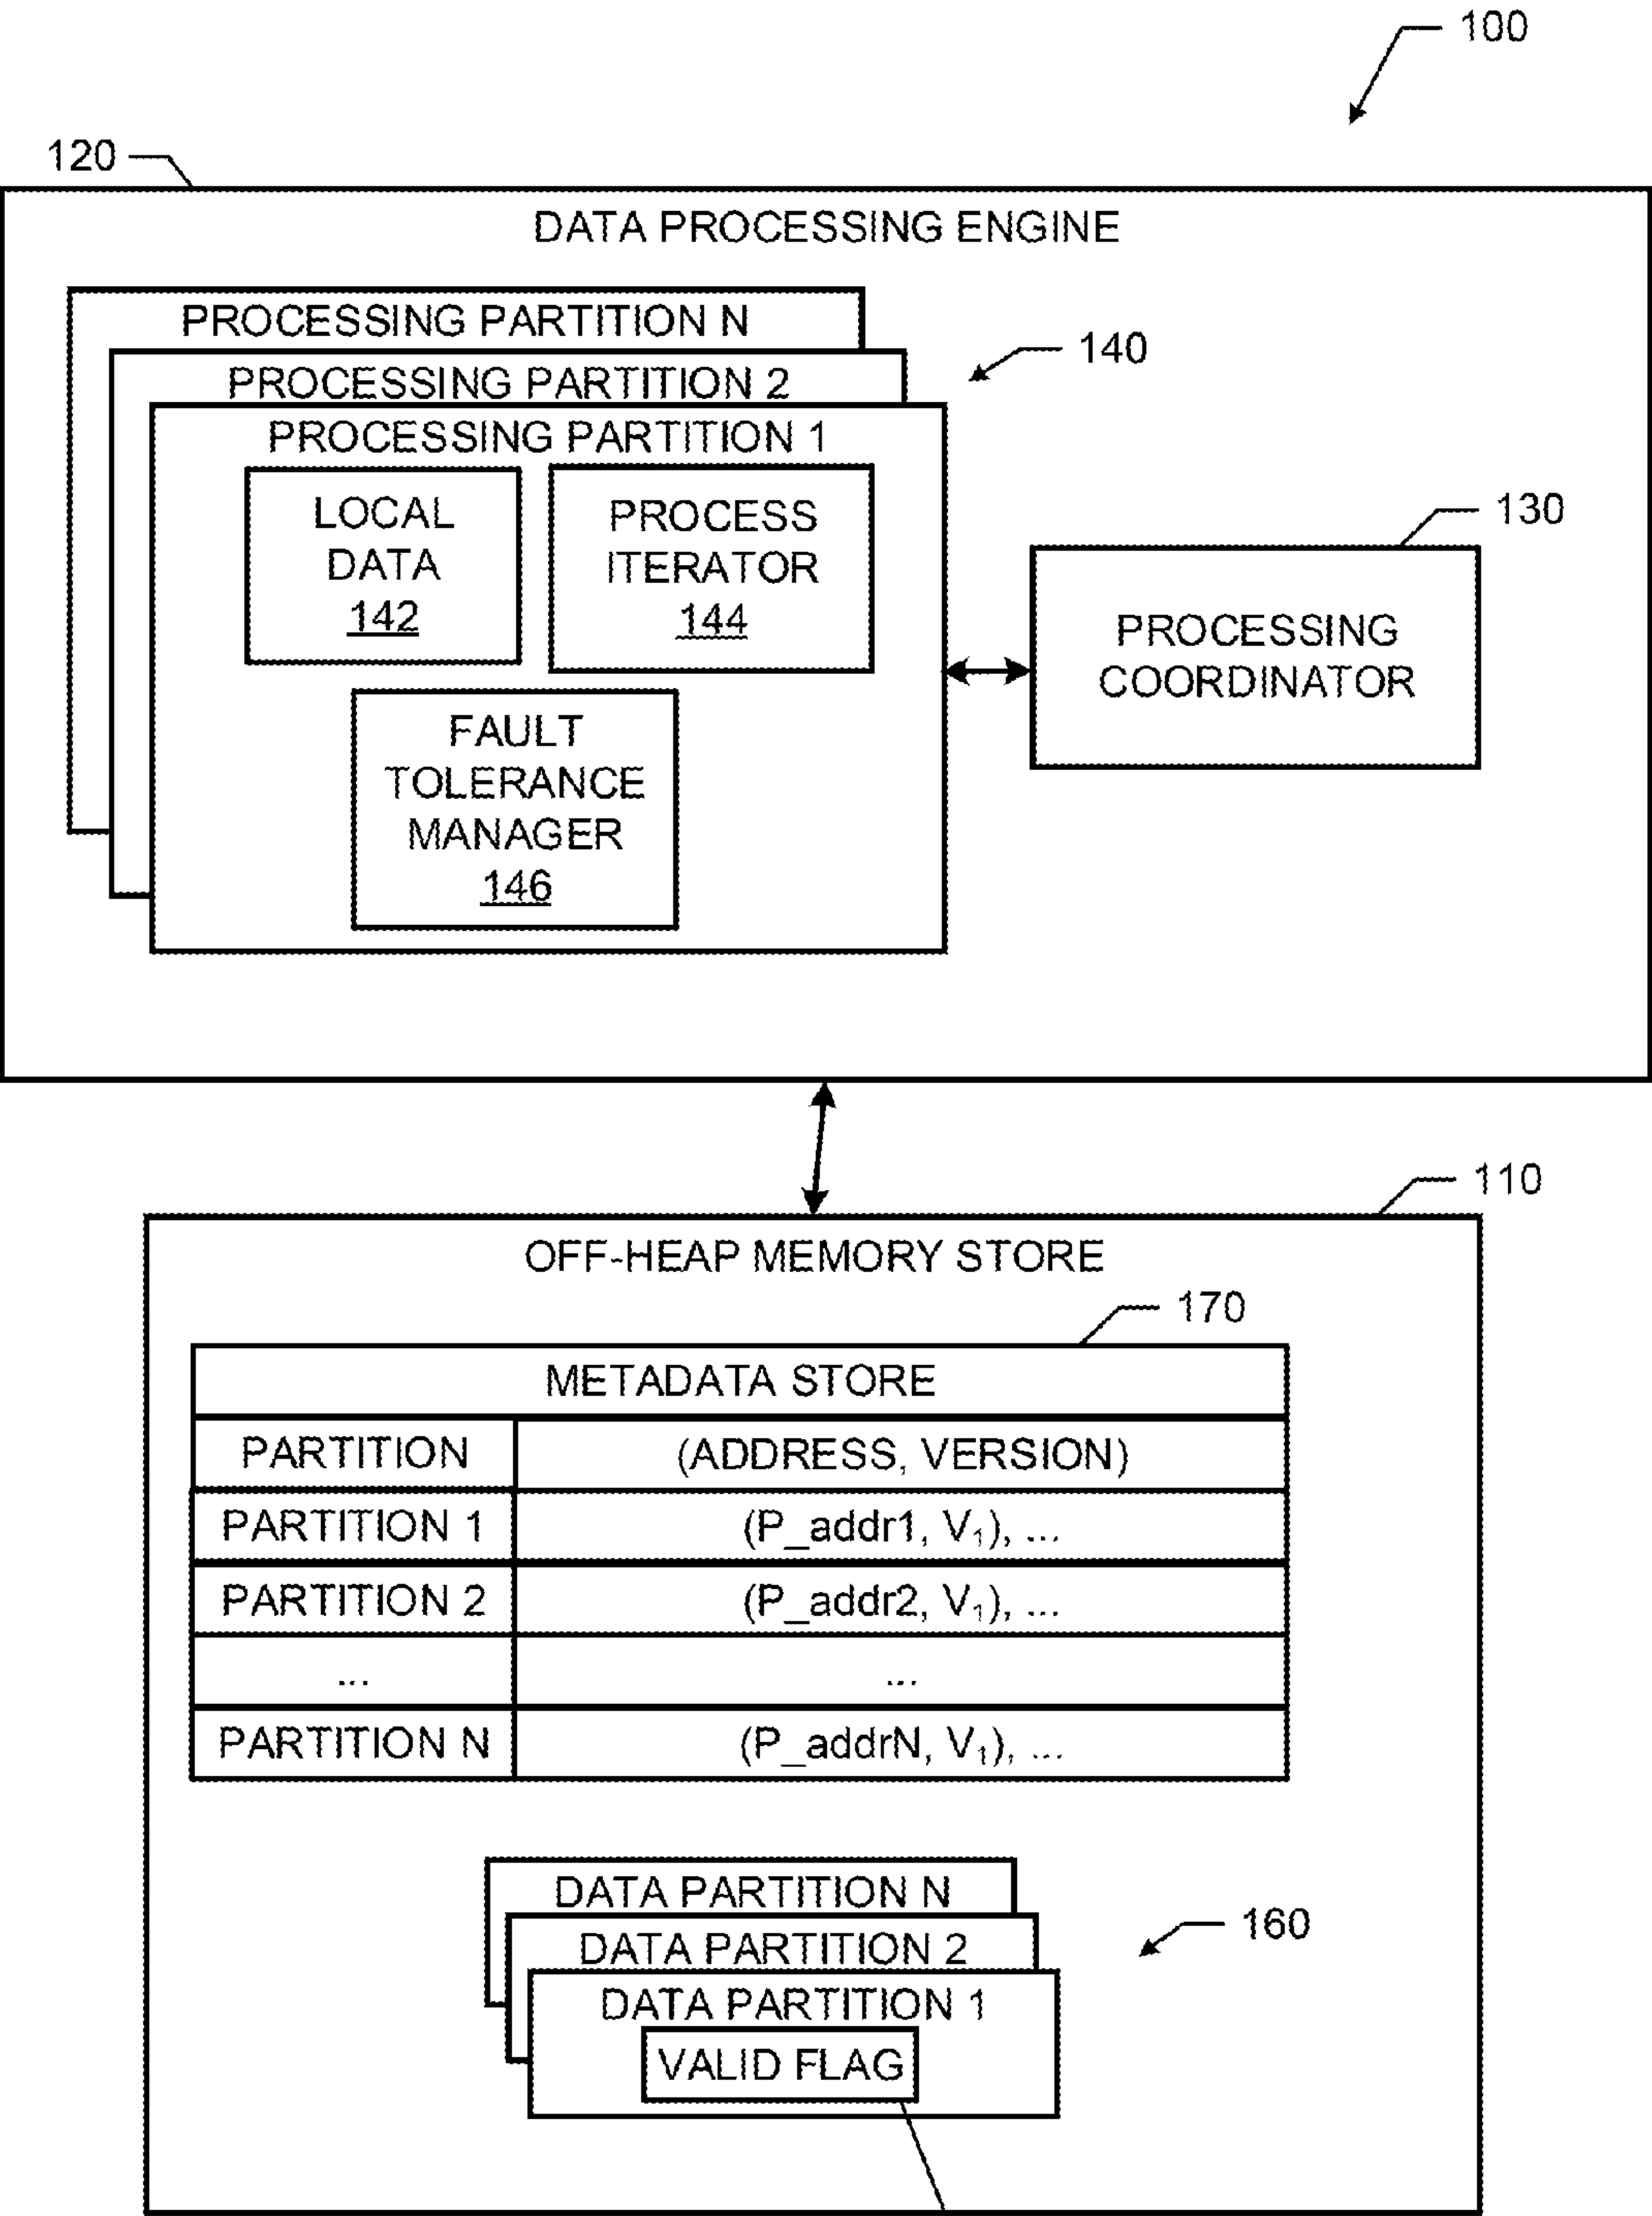 100
120
DATA PROCESSING ENGINE
PROCESSING PARTITION N
140
PROCESSING PARTITION 2
PROCESSING PARTITION 1
LOCAL
DATA
142
PROCESS
ITERATOR
144
130
PROCESSING
COORDINATOR
FAULT
TOLERANCE
MANAGER
146
110
OFF-HEAP MEMORY STORE
170
METADATA STORE
PARTITION (ADDRESS, VERSION)
PARTITION 1 (P_addr1, V₁), ...
PARTITION 2 (P_addr2, V₁), ...
... ...
PARTITION N (P_addrN, V₁), ...
DATA PARTITION N
160
DATA PARTITION 2
DATA PARTITION 1
VALID FLAG